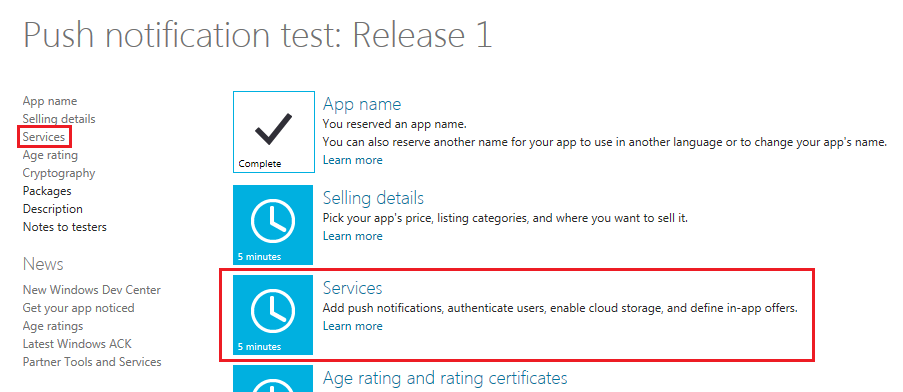 Push notification test: Release 1
App name
Selling details
Services
Age rating
Cryptography
Packages
Description
Notes to testers
News
New Windows Dev Center
Get your app noticed
Age ratings
Latest Windows ACK
Partner Tools and Services
Complete
App name
You reserved an app name.
You can also reserve another name for your app to use in another language or to change your app's name.
Learn more
5 minutes
Selling details
Pick your app's price, listing categories, and where you want to sell it.
Learn more
5 minutes
Services
Add push notifications, authenticate users, enable cloud storage, and define in-app offers.
Learn more
Age rating and rating certificates